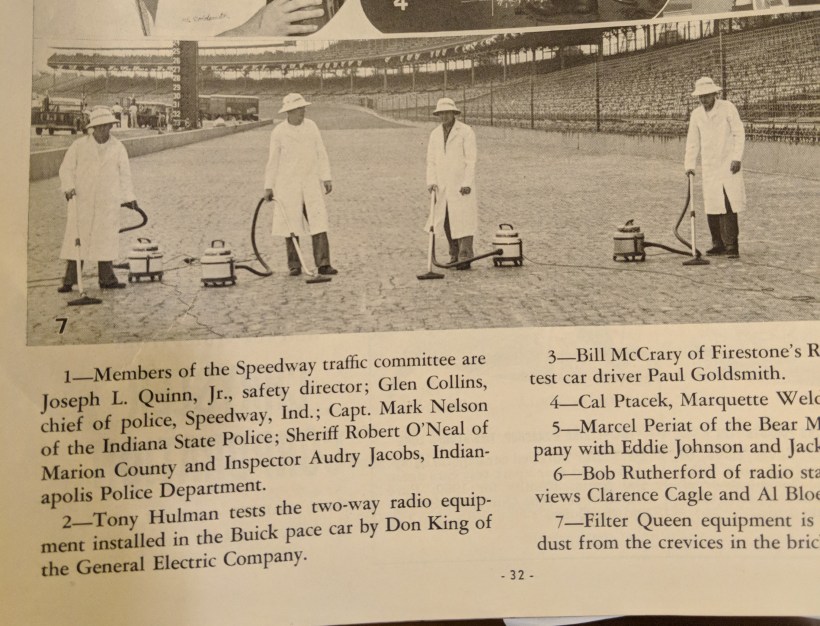 4
7
1—Members of the Speedway traffic committee are
Joseph L. Quinn, Jr., safety director; Glen Collins,
chief of police, Speedway, Ind.; Capt. Mark Nelson
of the Indiana State Police; Sheriff Robert O'Neal of
Marion County and Inspector Audry Jacobs, Indian-
apolis Police Department.
2—Tony Hulman tests the two-way radio equip-
ment installed in the Buick pace car by Don King of
the General Electric Company.
3—Bill McCrary of Firestone's R
test car driver Paul Goldsmith.
4—Cal Ptacek, Marquette Weld
5—Marcel Periat of the Bear M
pany with Eddie Johnson and Jack
6—Bob Rutherford of radio sta
views Clarence Cagle and Al Bloe
7—Filter Queen equipment is
dust from the crevices in the bric
- 32 -